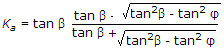 Kₐ = tan β (tan β - √(tan²β - tan² φ)) / (tan β + √(tan²β - tan² φ))